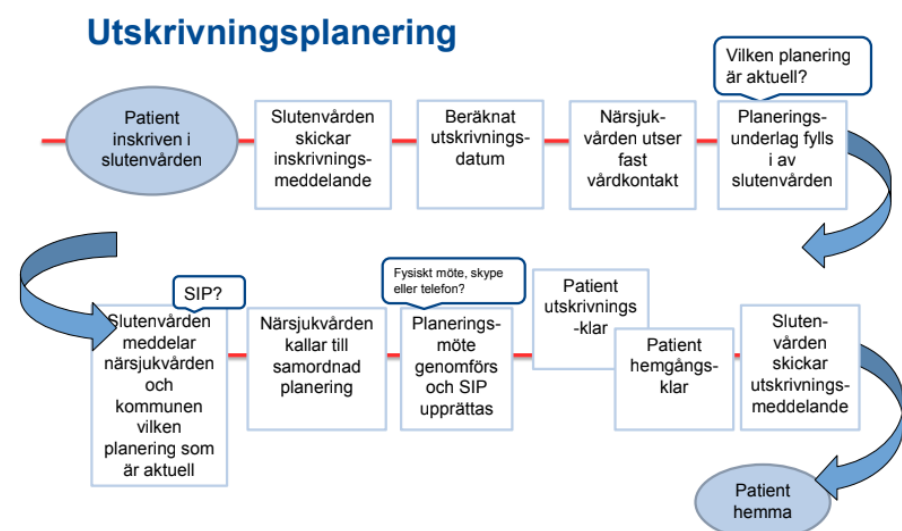 Utskrivningsplanering
Vilken planering
är aktuell?
Patient
inskriven i
slutenvården
Slutenvården
skickar
inskrivnings-
meddelande
Beräknat
utskrivnings-
datum
Närsjuk-
vården utser
fast
vårdkontakt
Planerings-
underlag fylls
i av
slutenvården
SIP?
Slutenvården
meddelar
närsjukvården
och
kommunen
vilken
planering som
är aktuell
Närsjukvården
kallar till
samordnad
planering
Fysiskt möte, skype
eller telefon?
Planerings-
möte
genomförs
och SIP
upprättas
Patient
utskrivnings
-klar
Patient
hemgångs-
klar
Sluten-
vården
skickar
utskrivnings-
meddelande
Patient
hemma